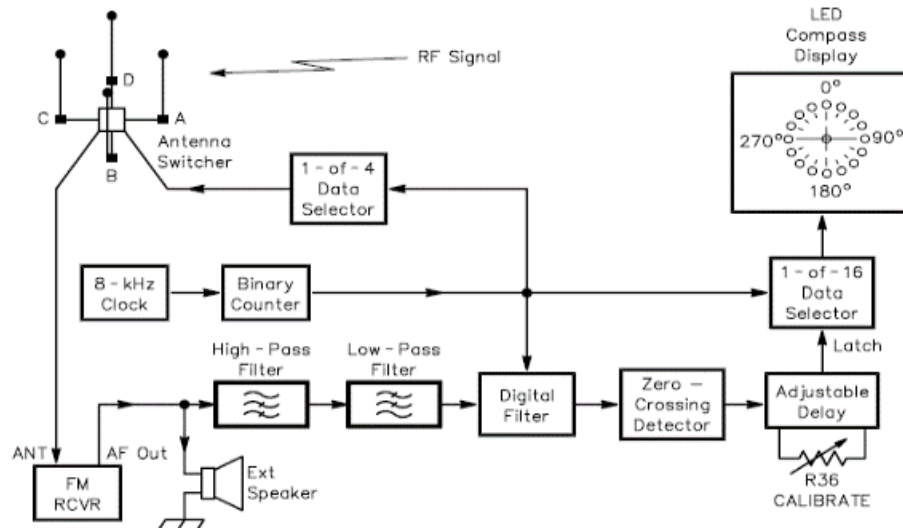 LED
Compass
Display
0°
270°
90°
180°
RF Signal
D
C
A
B
Antenna
Switcher
1-of-4
Data
Selector
8-kHz
Clock
Binary
Counter
1-of-16
Data
Selector
Latch
High-Pass
Filter
Low-Pass
Filter
Digital
Filter
Zero-
Crossing
Detector
Adjustable
Delay
R36
CALIBRATE
ANT
AF Out
FM
RCVR
Ext
Speaker